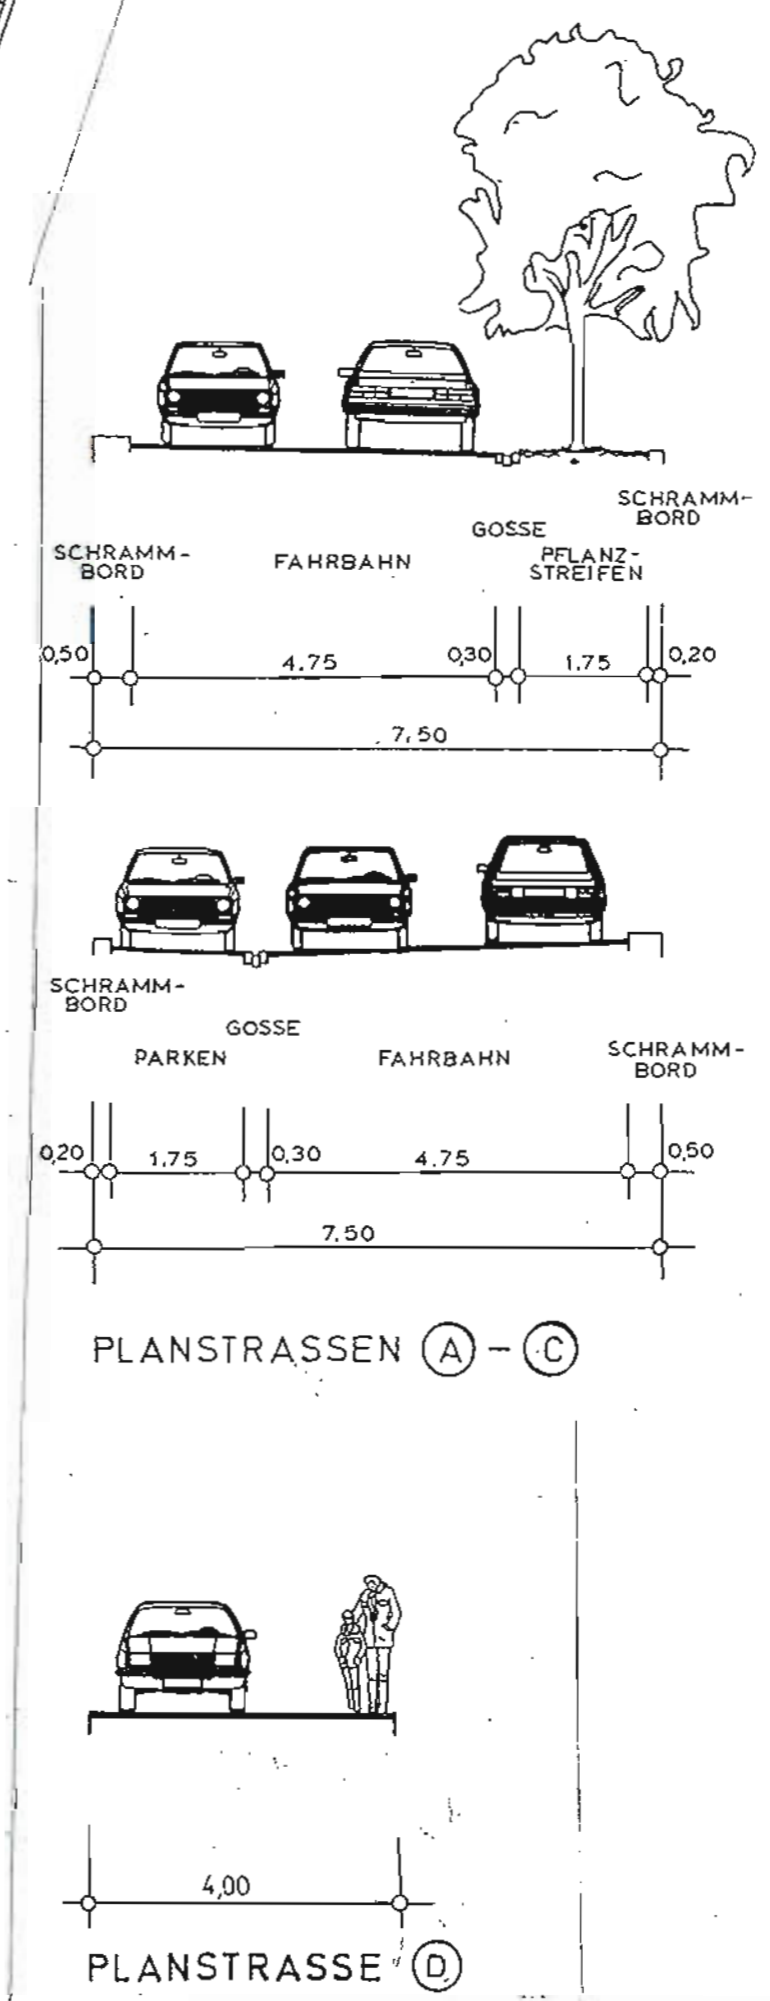 SCHRAMM-
BORD
GOSSE
SCHRAMM-
BORD
FAHRBAHN
PFLANZ-
STREIFEN
0,50 4.75 0,30 1.75 0,20
7,50
SCHRAMM-
BORD
GOSSE
PARKEN FAHRBAHN
SCHRAMM-
BORD
0,20 1.75 0,30 4.75 0,50
7.50
PLANSTRASSEN A - C
4,00
PLANSTRASSE D